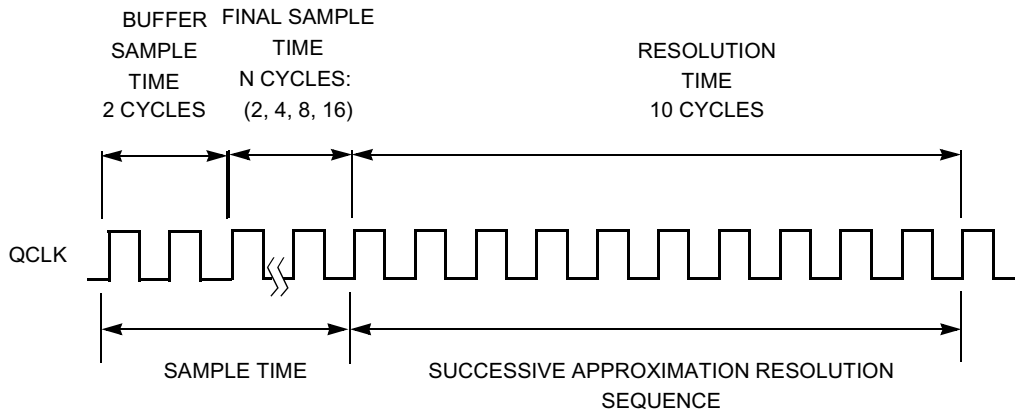 BUFFER
SAMPLE
TIME
2 CYCLES
FINAL SAMPLE
TIME
N CYCLES:
(2, 4, 8, 16)
RESOLUTION
TIME
10 CYCLES
QCLK
SAMPLE TIME
SUCCESSIVE APPROXIMATION RESOLUTION
SEQUENCE